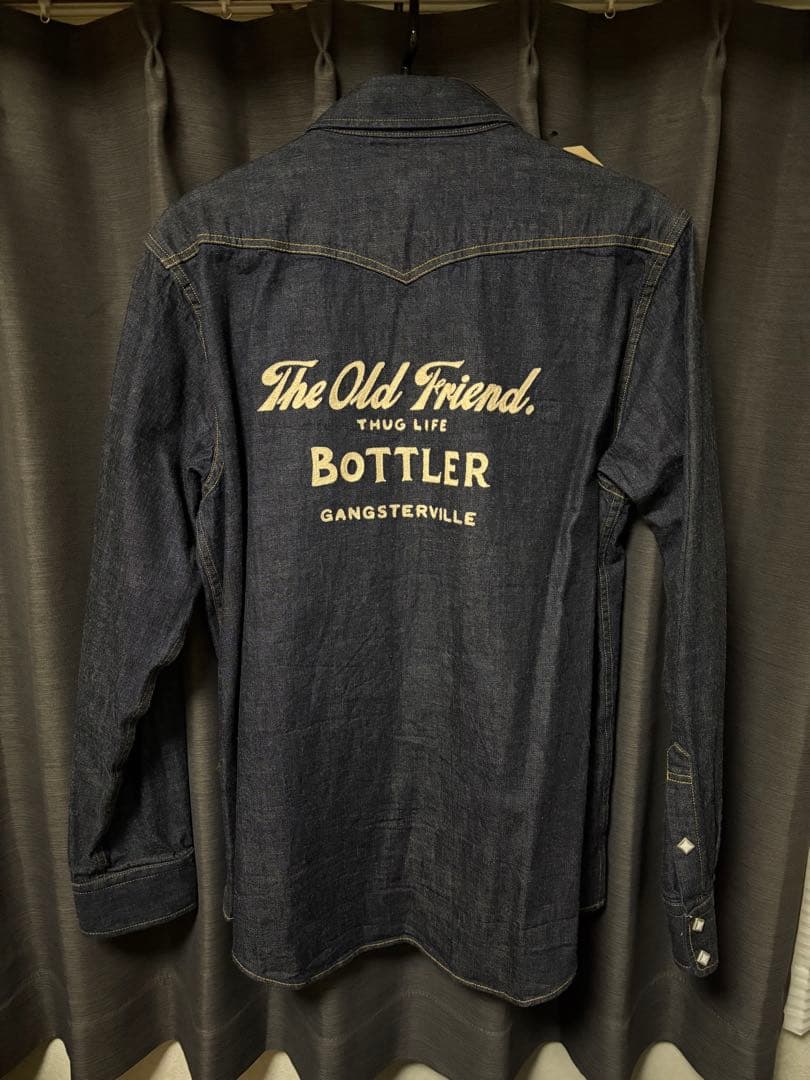 The Old Friend.
THUG LIFE
BOTTLER
GANGSTERVILLE